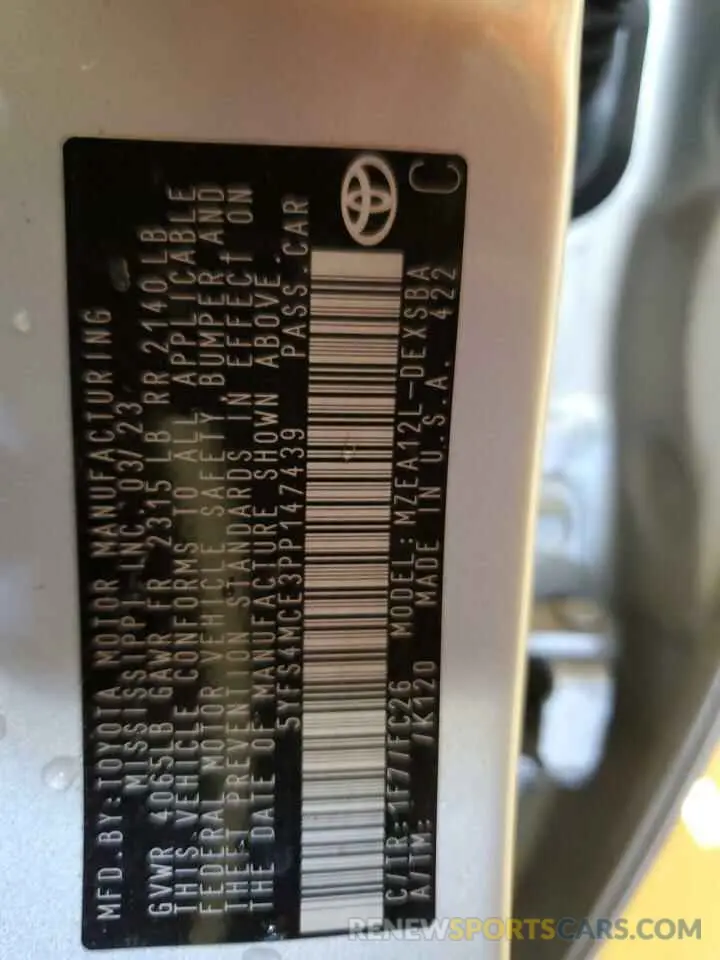 MFD.BY:TOYOTA MOTOR MANUFACTURING
MISSISSIPPI INC 03/23
GVWR 4065LB GAWR FR 2315 LB RR 2140 LB
THIS VEHICLE CONFORMS TO ALL APPLICABLE
FEDERAL MOTOR VEHICLE SAFETY, BUMPER AND
THEFT PREVENTION STANDARDS IN EFFECT ON
THE DATE OF MANUFACTURE SHOWN ABOVE.
5YFS4MCE3PP147439 PASS.CAR
C/TR:1F7/FC26 MODEL:MZEA12L-DEXSBA
A/TM: /K120 MADE IN U.S.A. 422
C
RENEWSPORTSCARS.COM